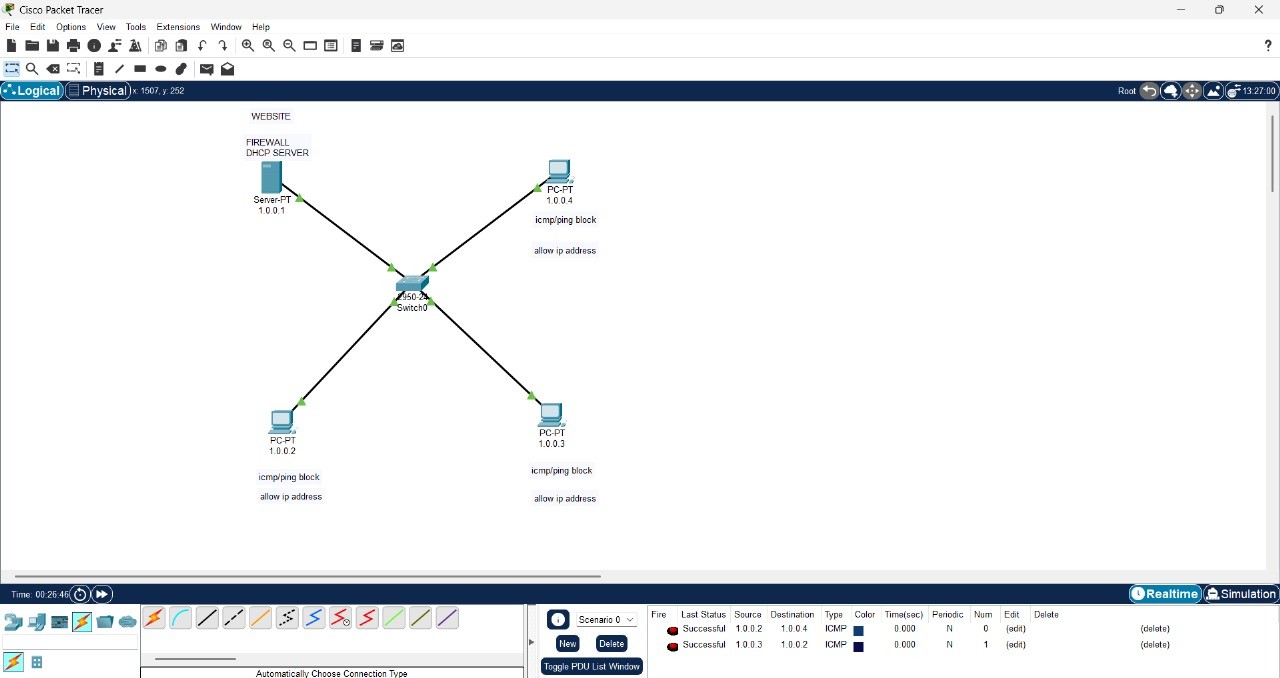 Cisco Packet Tracer
File Edit Options View Tools Extensions Window Help
?
Logical Physical x: 1507, y: 252 Root 13:27:00
WEBSITE
FIREWALL
DHCP SERVER
Server-PT
1.0.0.1
PC-PT
1.0.0.4
icmp/ping block
allow ip address
2950-24
Switch0
PC-PT
1.0.0.2
icmp/ping block
allow ip address
PC-PT
1.0.0.3
icmp/ping block
allow ip address
Time: 00:26:46 Realtime Simulation
Scenario 0
New Delete
Toggle PDU List Window
Automatically Choose Connection Type
Fire Last Status Source Destination Type Color Time(sec) Periodic Num Edit Delete
Successful 1.0.0.2 1.0.0.4 ICMP 0.000 N 0 (edit) (delete)
Successful 1.0.0.3 1.0.0.2 ICMP 0.000 N 1 (edit) (delete)